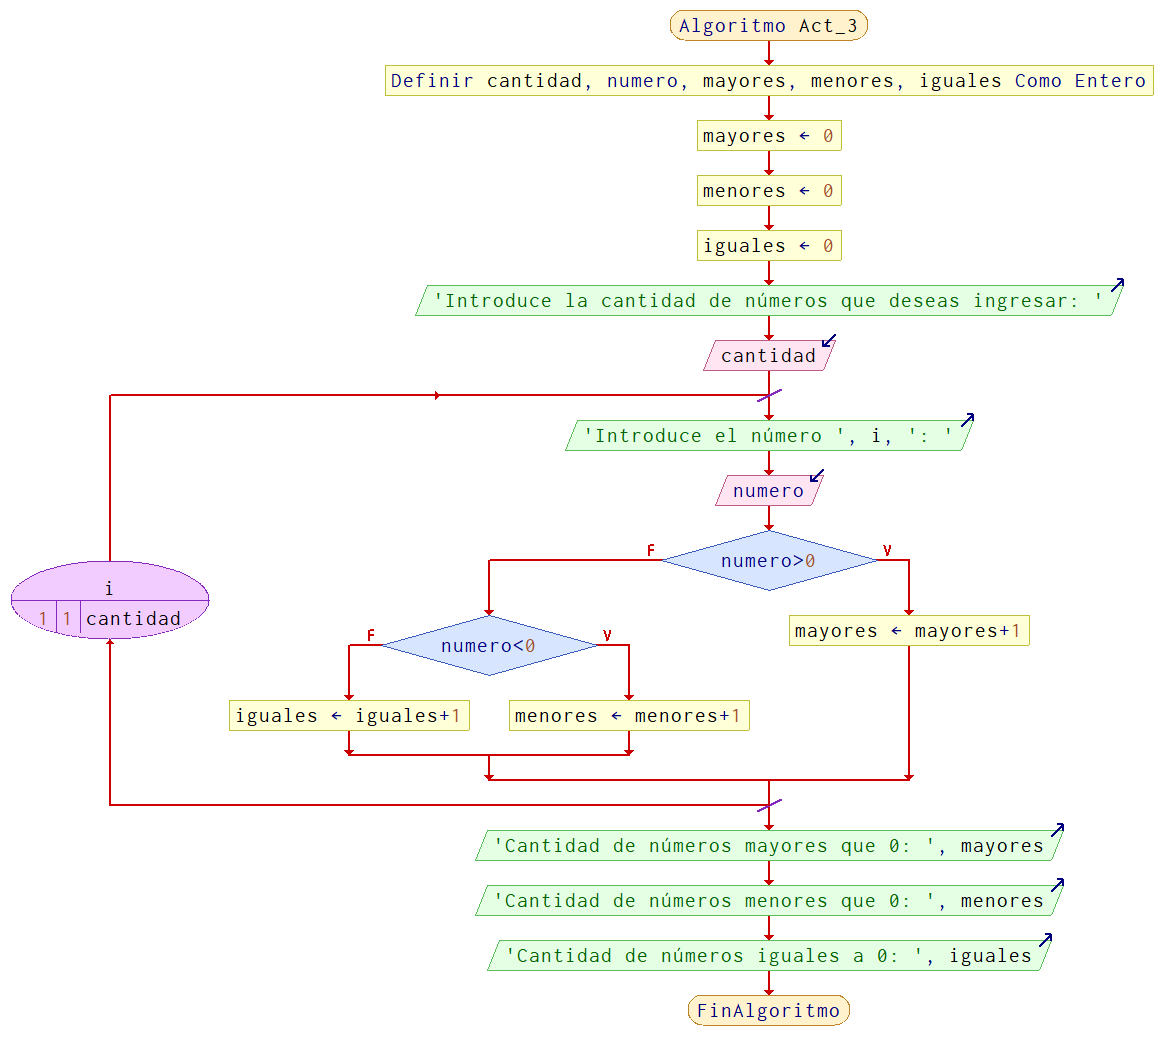 Algoritmo Act_3
Definir cantidad, numero, mayores, menores, iguales Como Entero
mayores ← 0
menores ← 0
iguales ← 0
'Introduce la cantidad de números que deseas ingresar: '
cantidad
'Introduce el número ', i, ': '
numero
numero>0
F
V
i
1 1 cantidad
mayores ← mayores+1
numero<0
F
V
iguales ← iguales+1
menores ← menores+1
'Cantidad de números mayores que 0: ', mayores
'Cantidad de números menores que 0: ', menores
'Cantidad de números iguales a 0: ', iguales
FinAlgoritmo